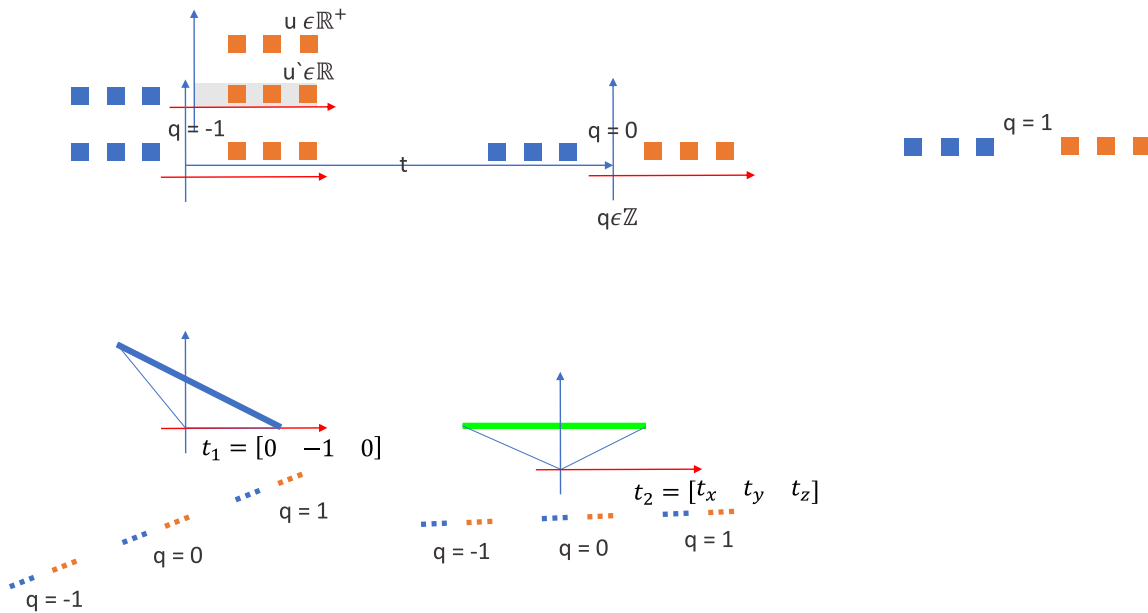 u ϵℝ⁺
u`ϵℝ
q = -1
q = 0
q = 1
t
qϵℤ
t₁ = [0 −1 0]
t₂ = [tₓ t_y t_z]
q = 1
q = 0
q = -1
q = -1
q = 0
q = 1